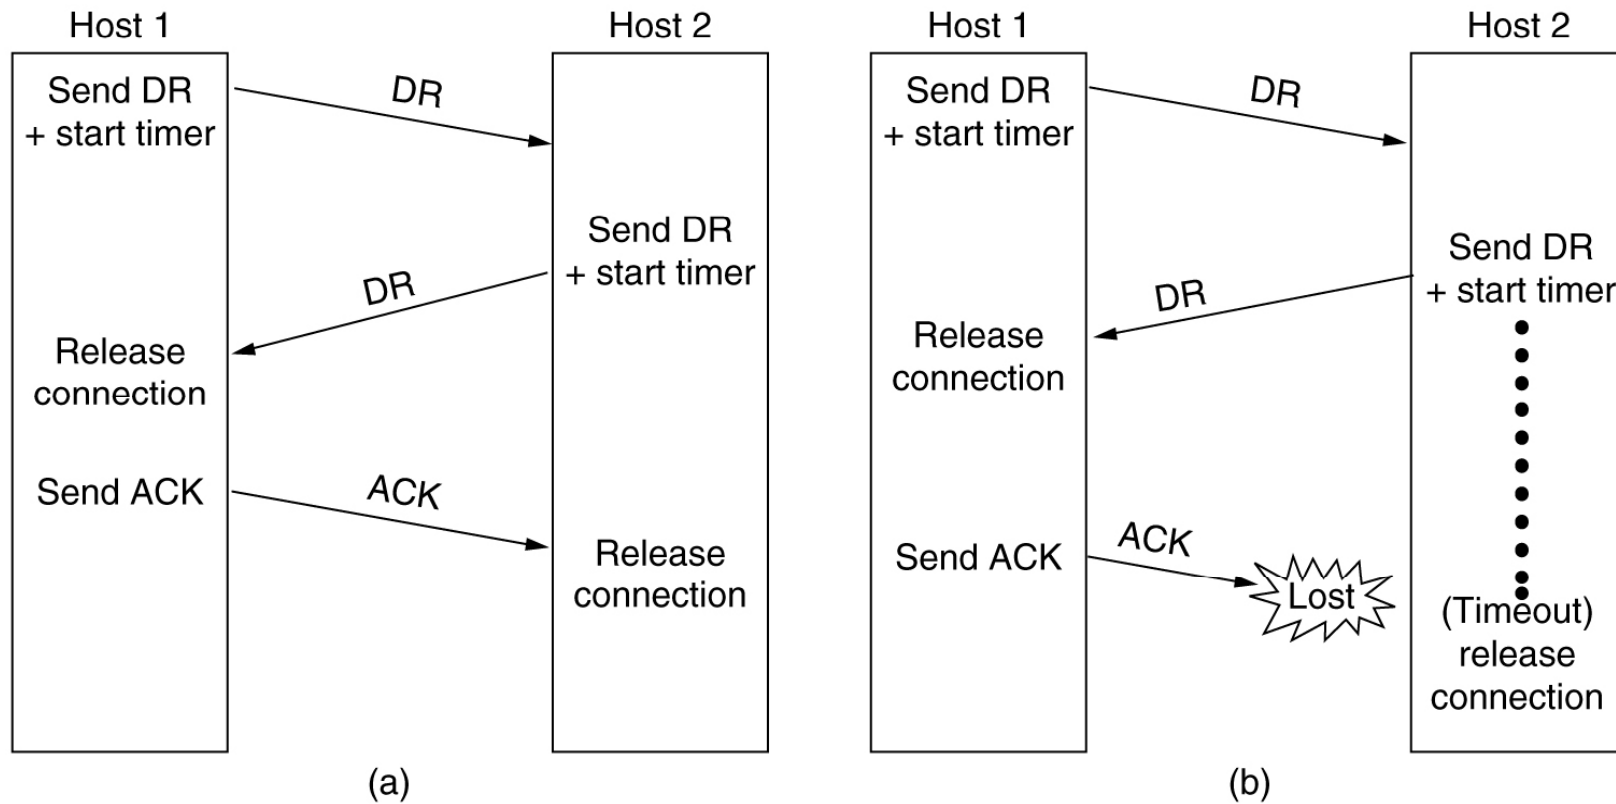 Host 1
Host 2
Send DR
+ start timer
DR
Send DR
+ start timer
DR
Release
connection
Send ACK
ACK
Release
connection
(a)
Host 1
Host 2
Send DR
+ start timer
DR
Send DR
+ start timer
DR
Release
connection
Send ACK
ACK
Lost
(Timeout)
release
connection
(b)